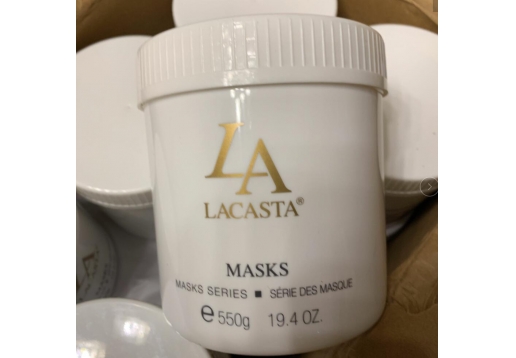 LA
LACASTA®
MASKS
MASKS SERIES ■ SÉRIE DES MASQUE
℮ 550g 19.4 OZ.